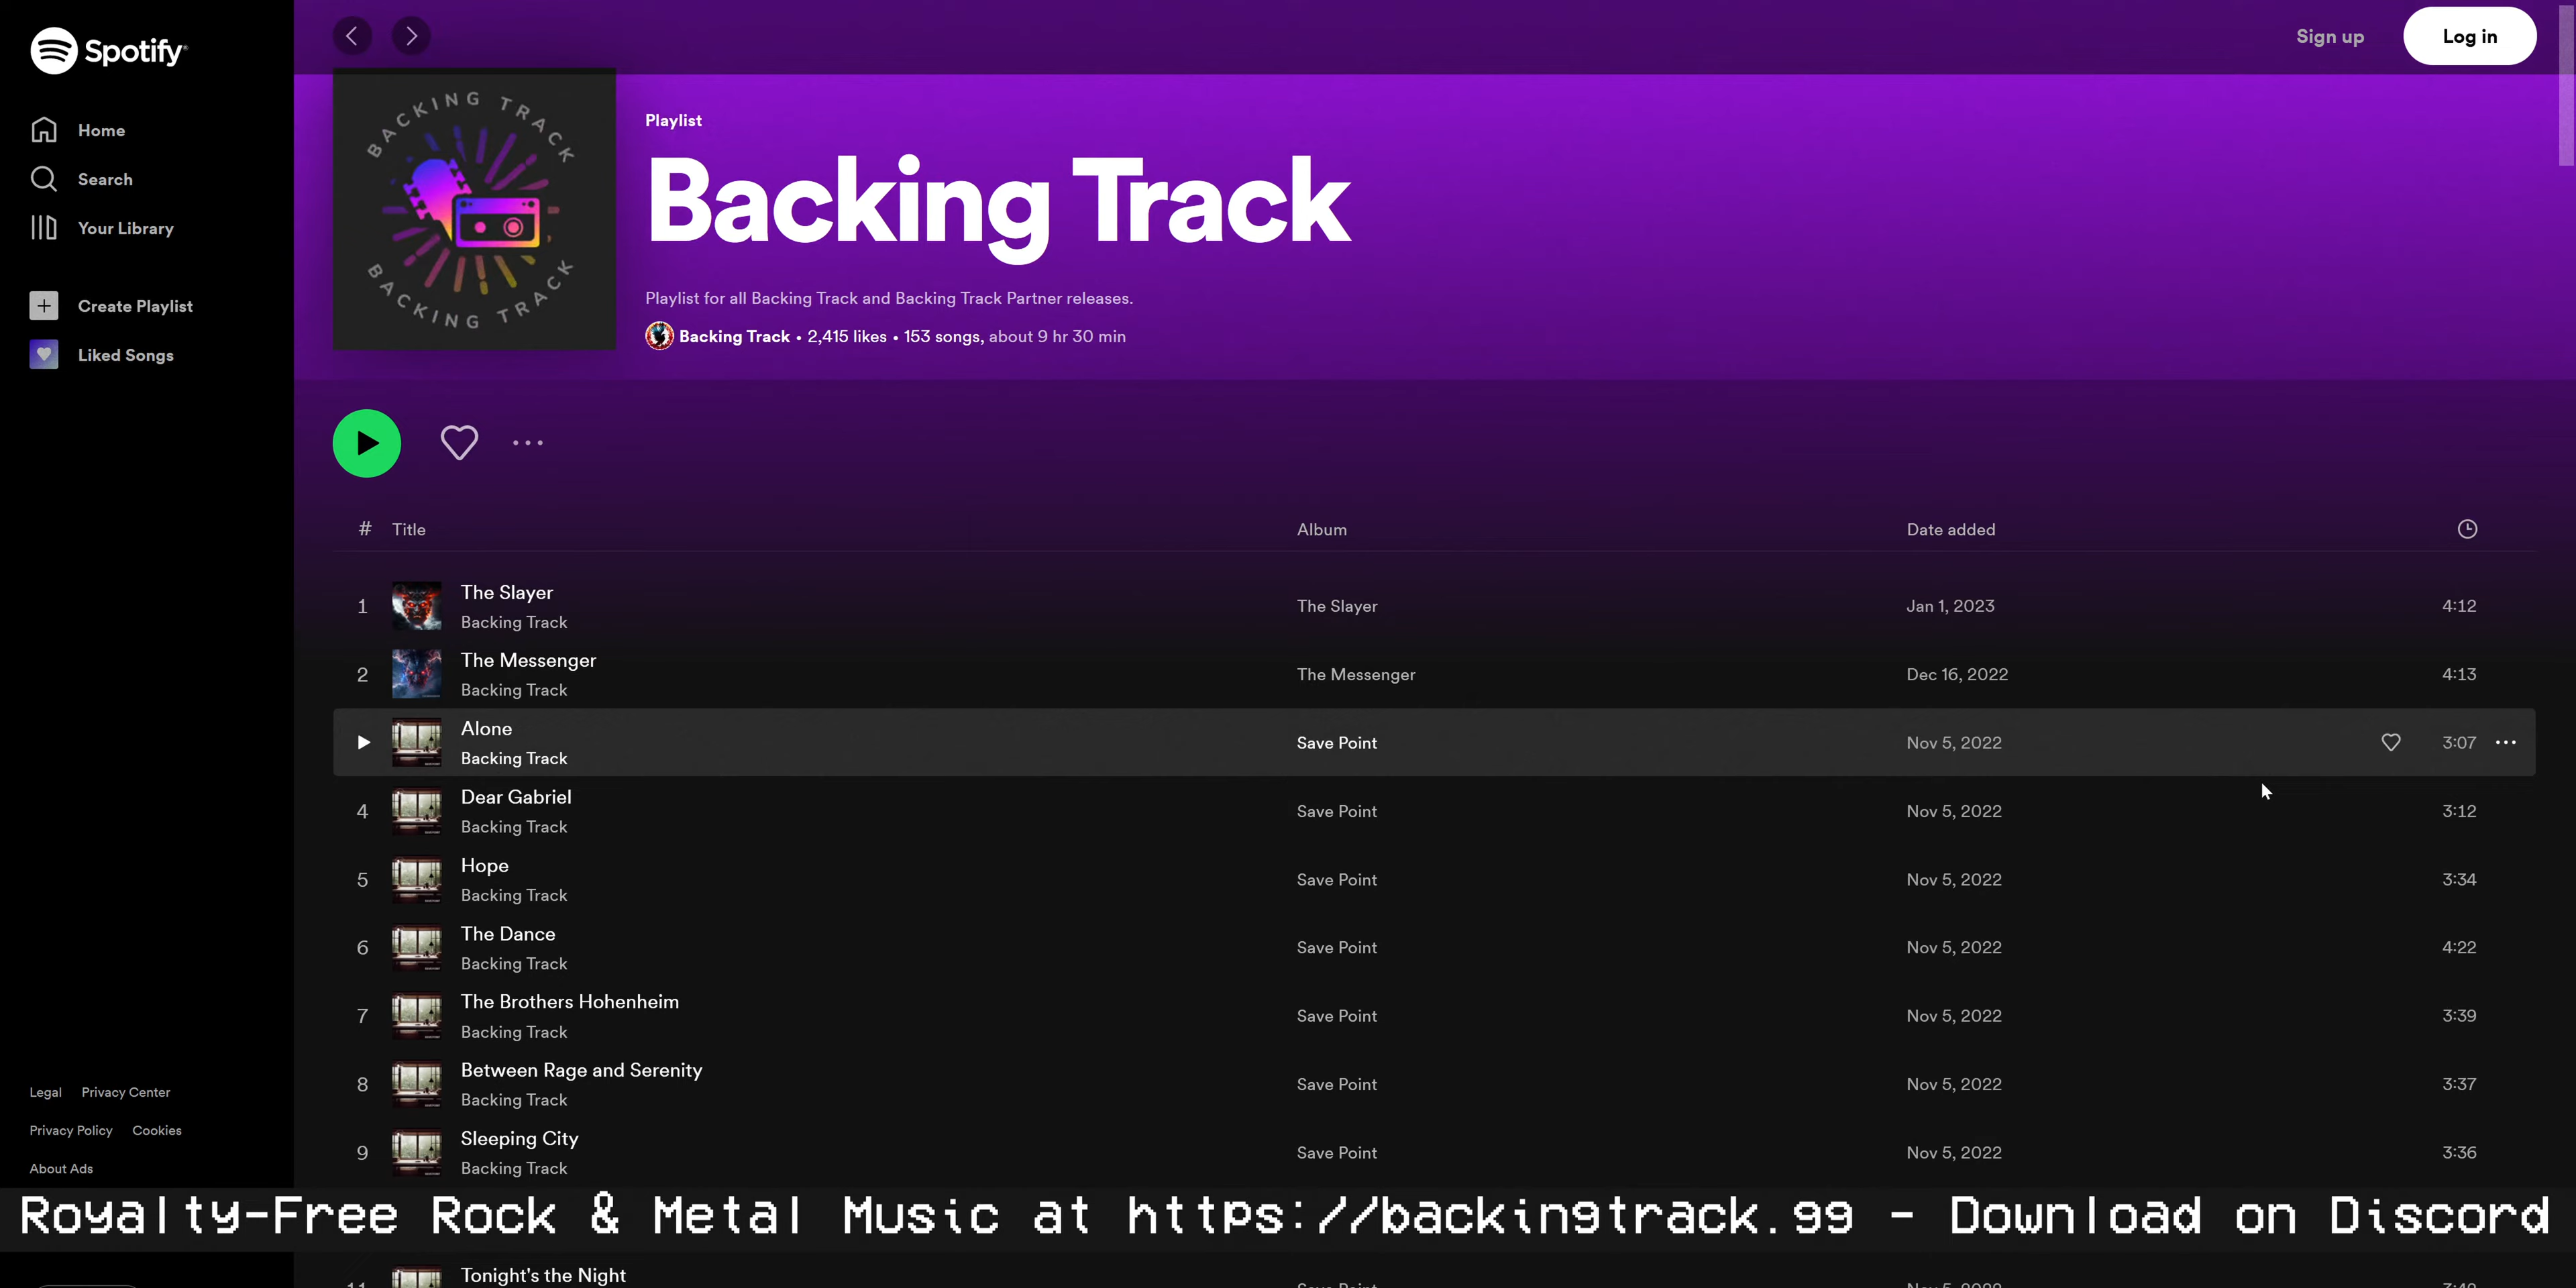 Spotify
Home
Search
Your Library
Create Playlist
Liked Songs
Legal Privacy Center
Privacy Policy Cookies
About Ads
Sign up Log in
BACKING TRACK
BACKING TRACK
Playlist
Backing Track
Playlist for all Backing Track and Backing Track Partner releases.
Backing Track • 2,415 likes • 153 songs, about 9 hr 30 min
# Title Album Date added
1 The Slayer The Slayer Jan 1, 2023 4:12
Backing Track
2 The Messenger The Messenger Dec 16, 2022 4:13
Backing Track
Alone Save Point Nov 5, 2022 3:07
Backing Track
4 Dear Gabriel Save Point Nov 5, 2022 3:12
Backing Track
5 Hope Save Point Nov 5, 2022 3:34
Backing Track
6 The Dance Save Point Nov 5, 2022 4:22
Backing Track
7 The Brothers Hohenheim Save Point Nov 5, 2022 3:39
Backing Track
8 Between Rage and Serenity Save Point Nov 5, 2022 3:37
Backing Track
9 Sleeping City Save Point Nov 5, 2022 3:36
Backing Track
Royalty-Free Rock & Metal Music at https://backingtrack.gg - Download on Discord
Tonight's the Night